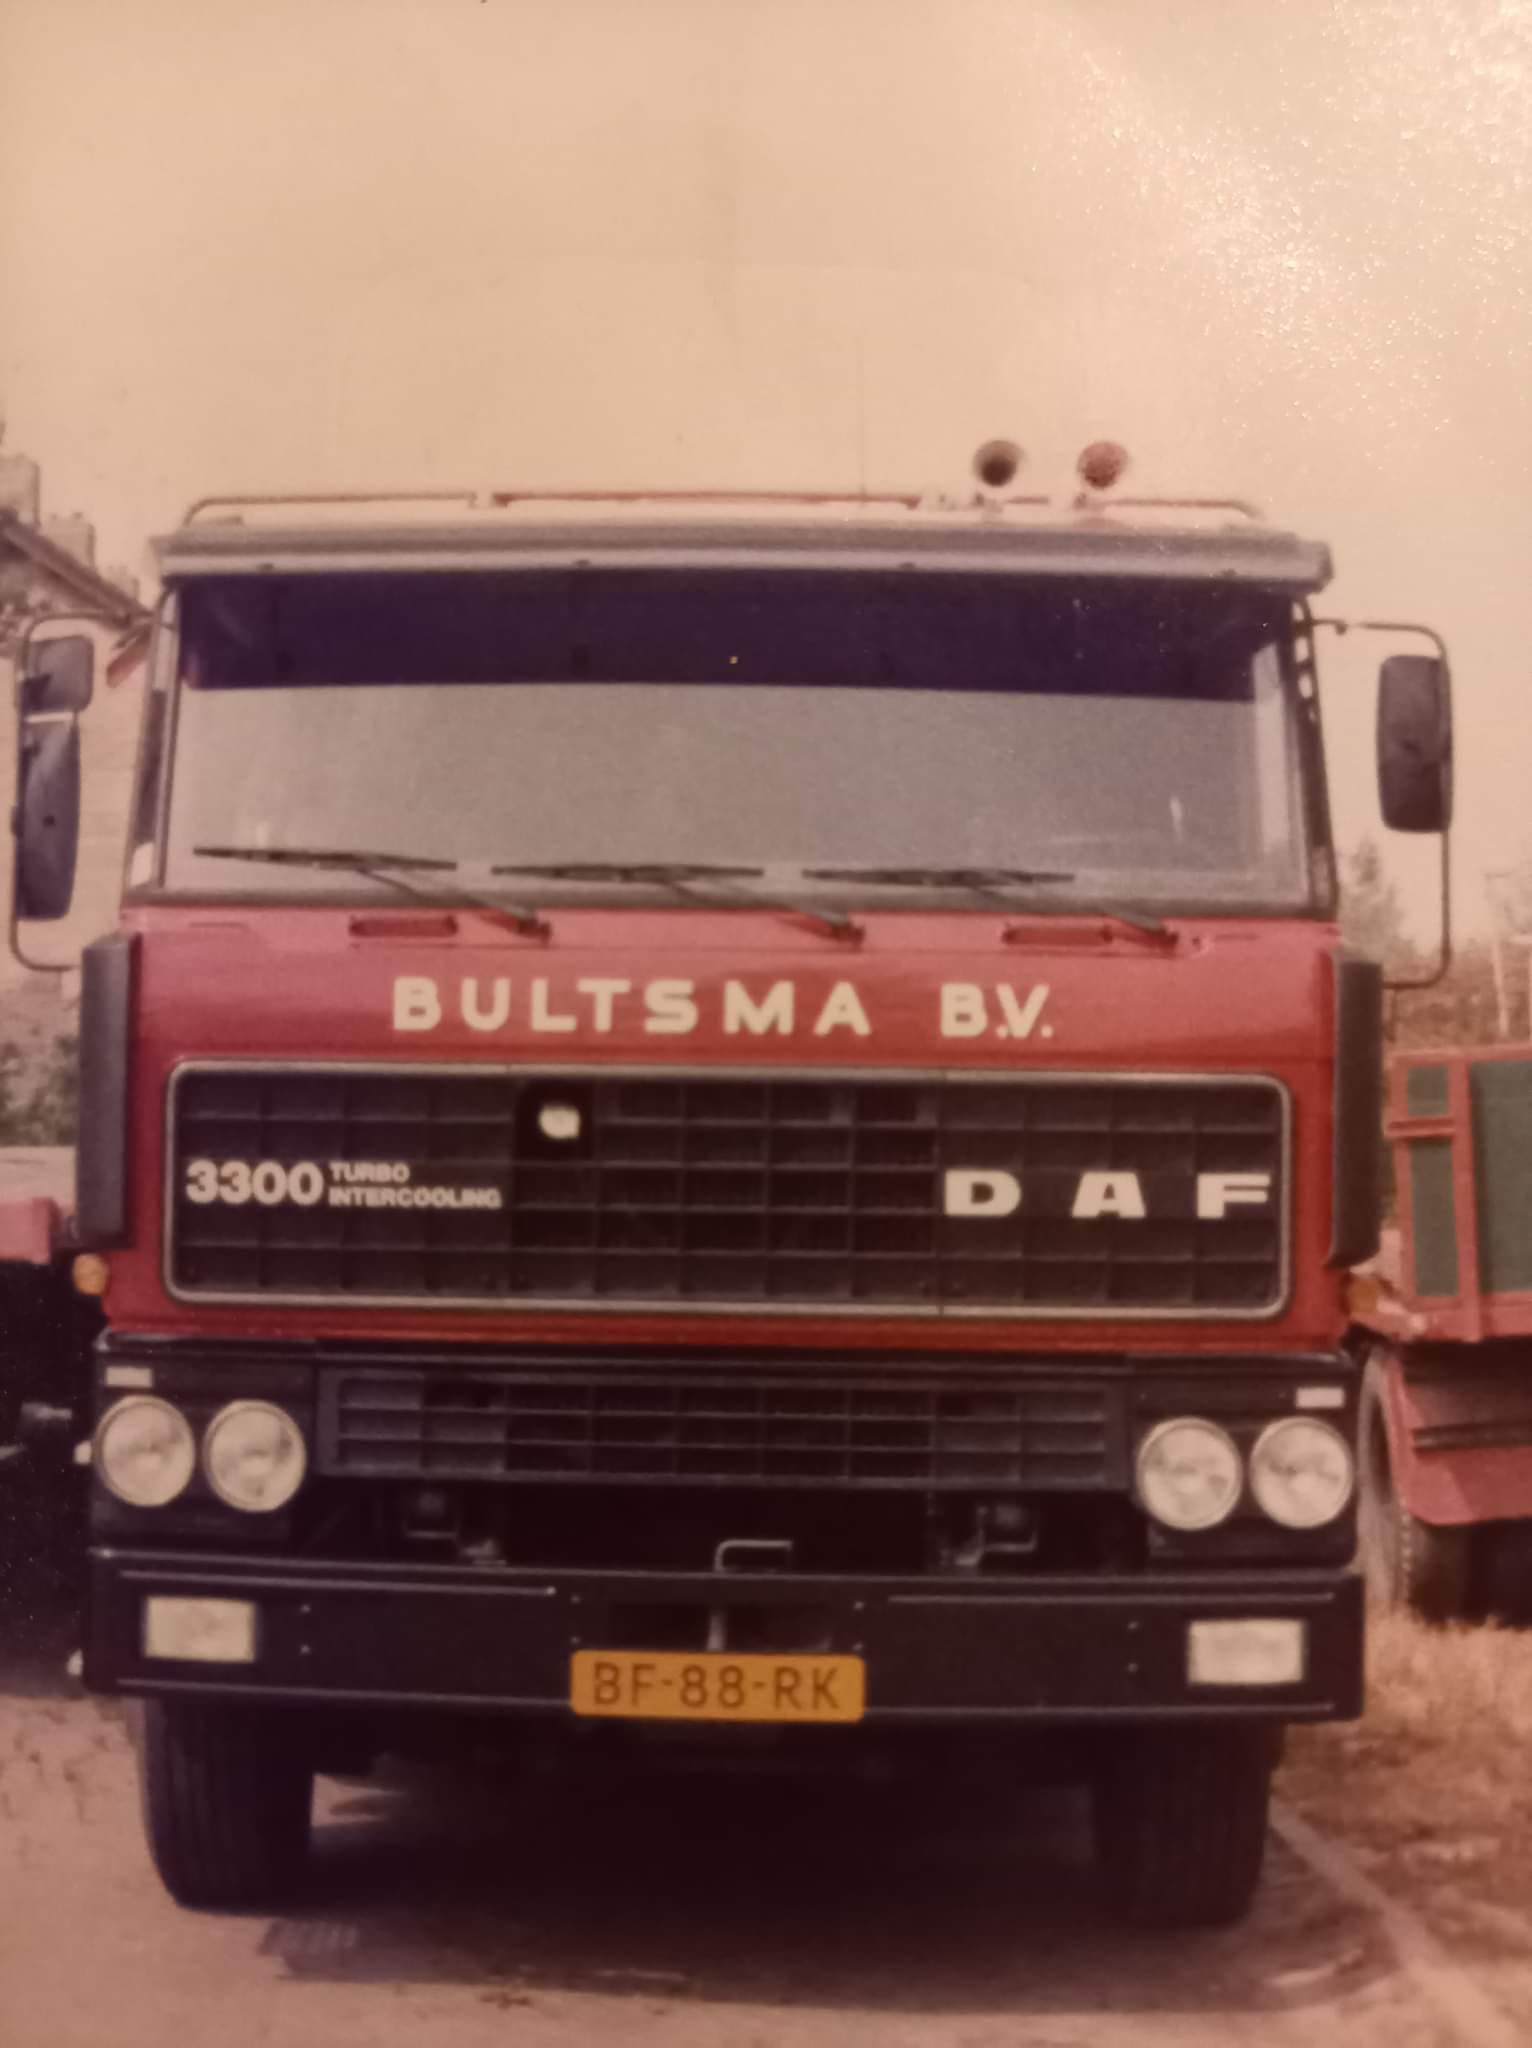 BULTSMA B.V.
3300 TURBO
INTERCOOLING
DAF
BF-88-RK